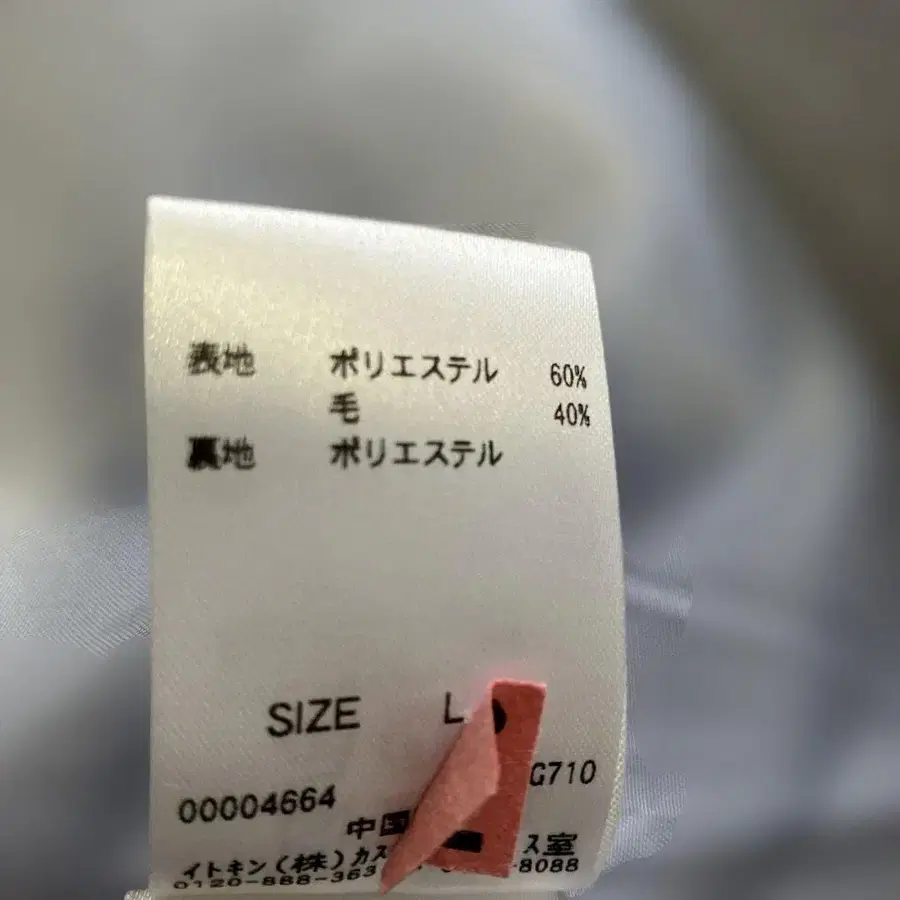 表地 ポリエステル 60%
毛 40%
裏地 ポリエステル
SIZE L
00004664 G710
中国
イトキン(株)カス ス室
0120-888-363 -8088